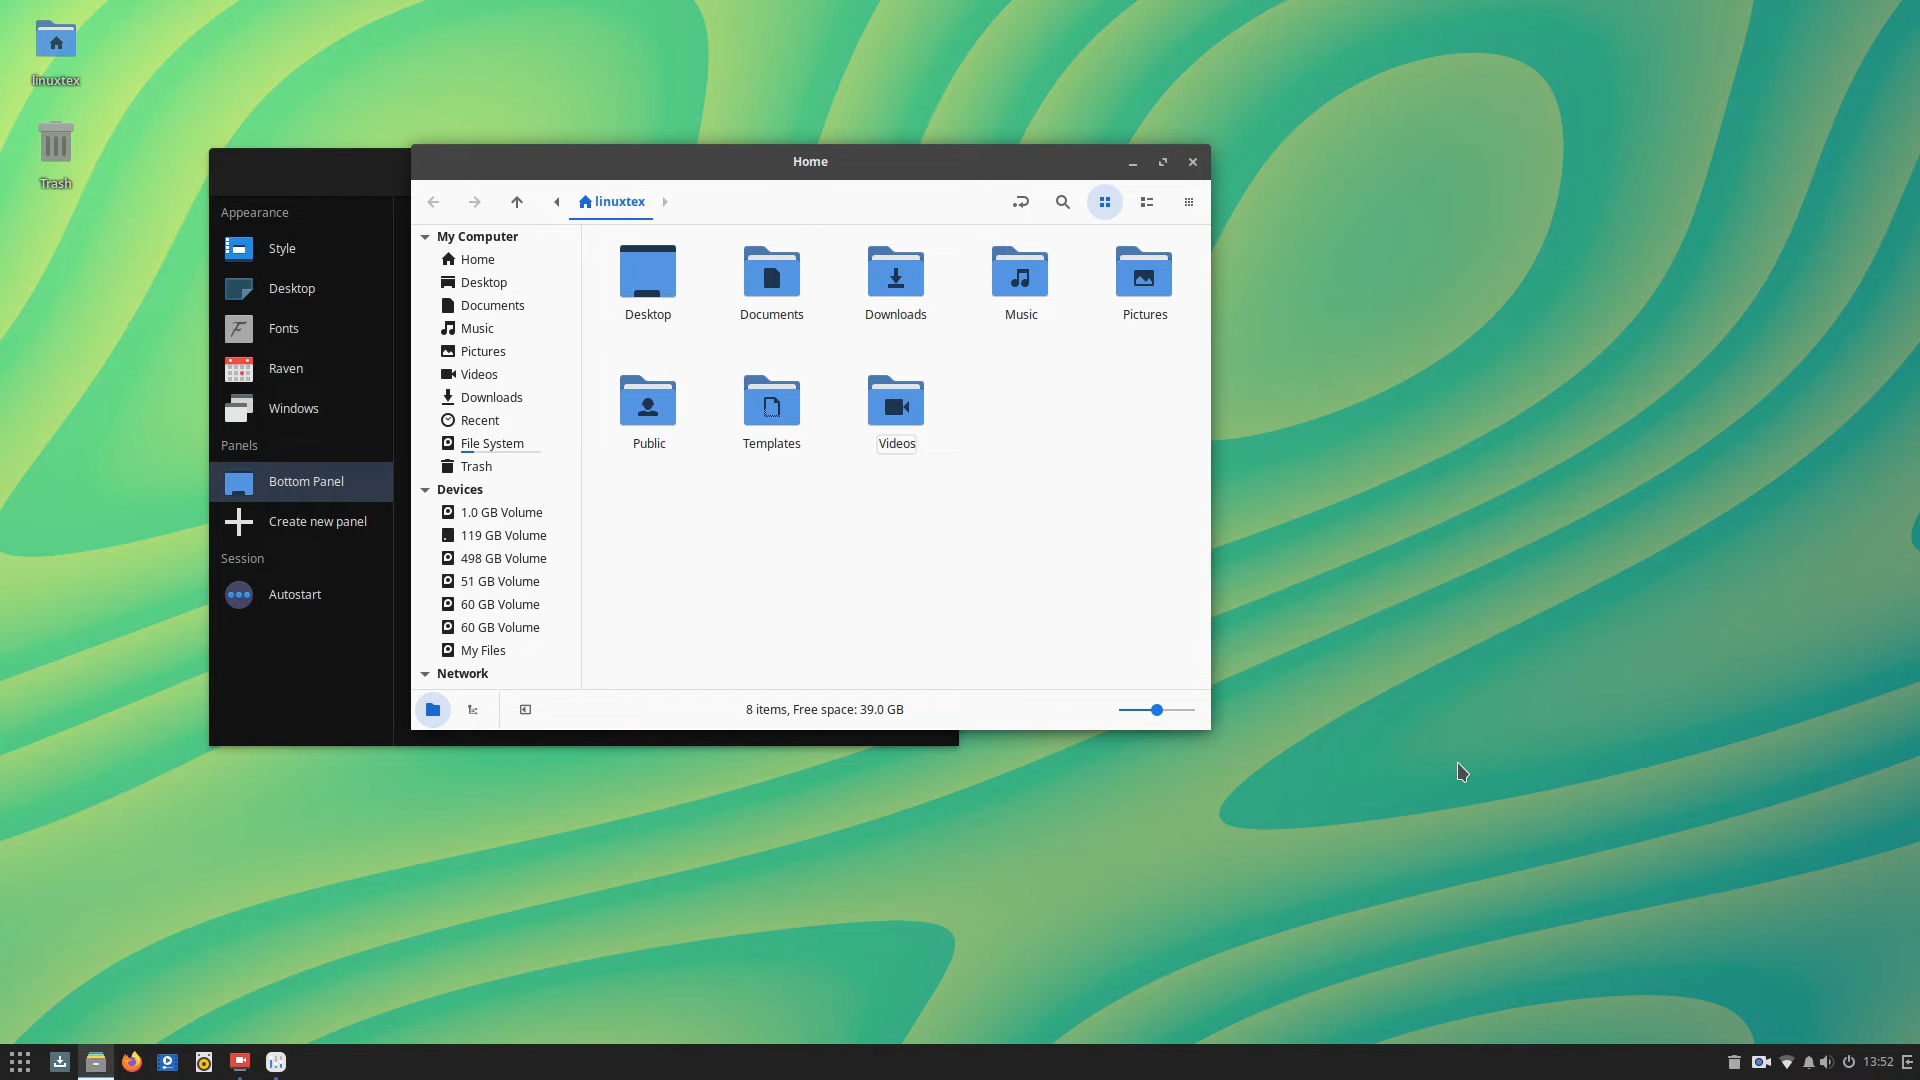 linuxtex
Trash
Appearance
Style
Desktop
Fonts
Raven
Windows
Panels
Bottom Panel
Create new panel
Session
Autostart
Home
linuxtex
My Computer
Home
Desktop
Documents
Music
Pictures
Videos
Downloads
Recent
File System
Trash
Devices
1.0 GB Volume
119 GB Volume
498 GB Volume
51 GB Volume
60 GB Volume
60 GB Volume
My Files
Network
Desktop
Documents
Downloads
Music
Pictures
Public
Templates
Videos
8 items, Free space: 39.0 GB
13:52